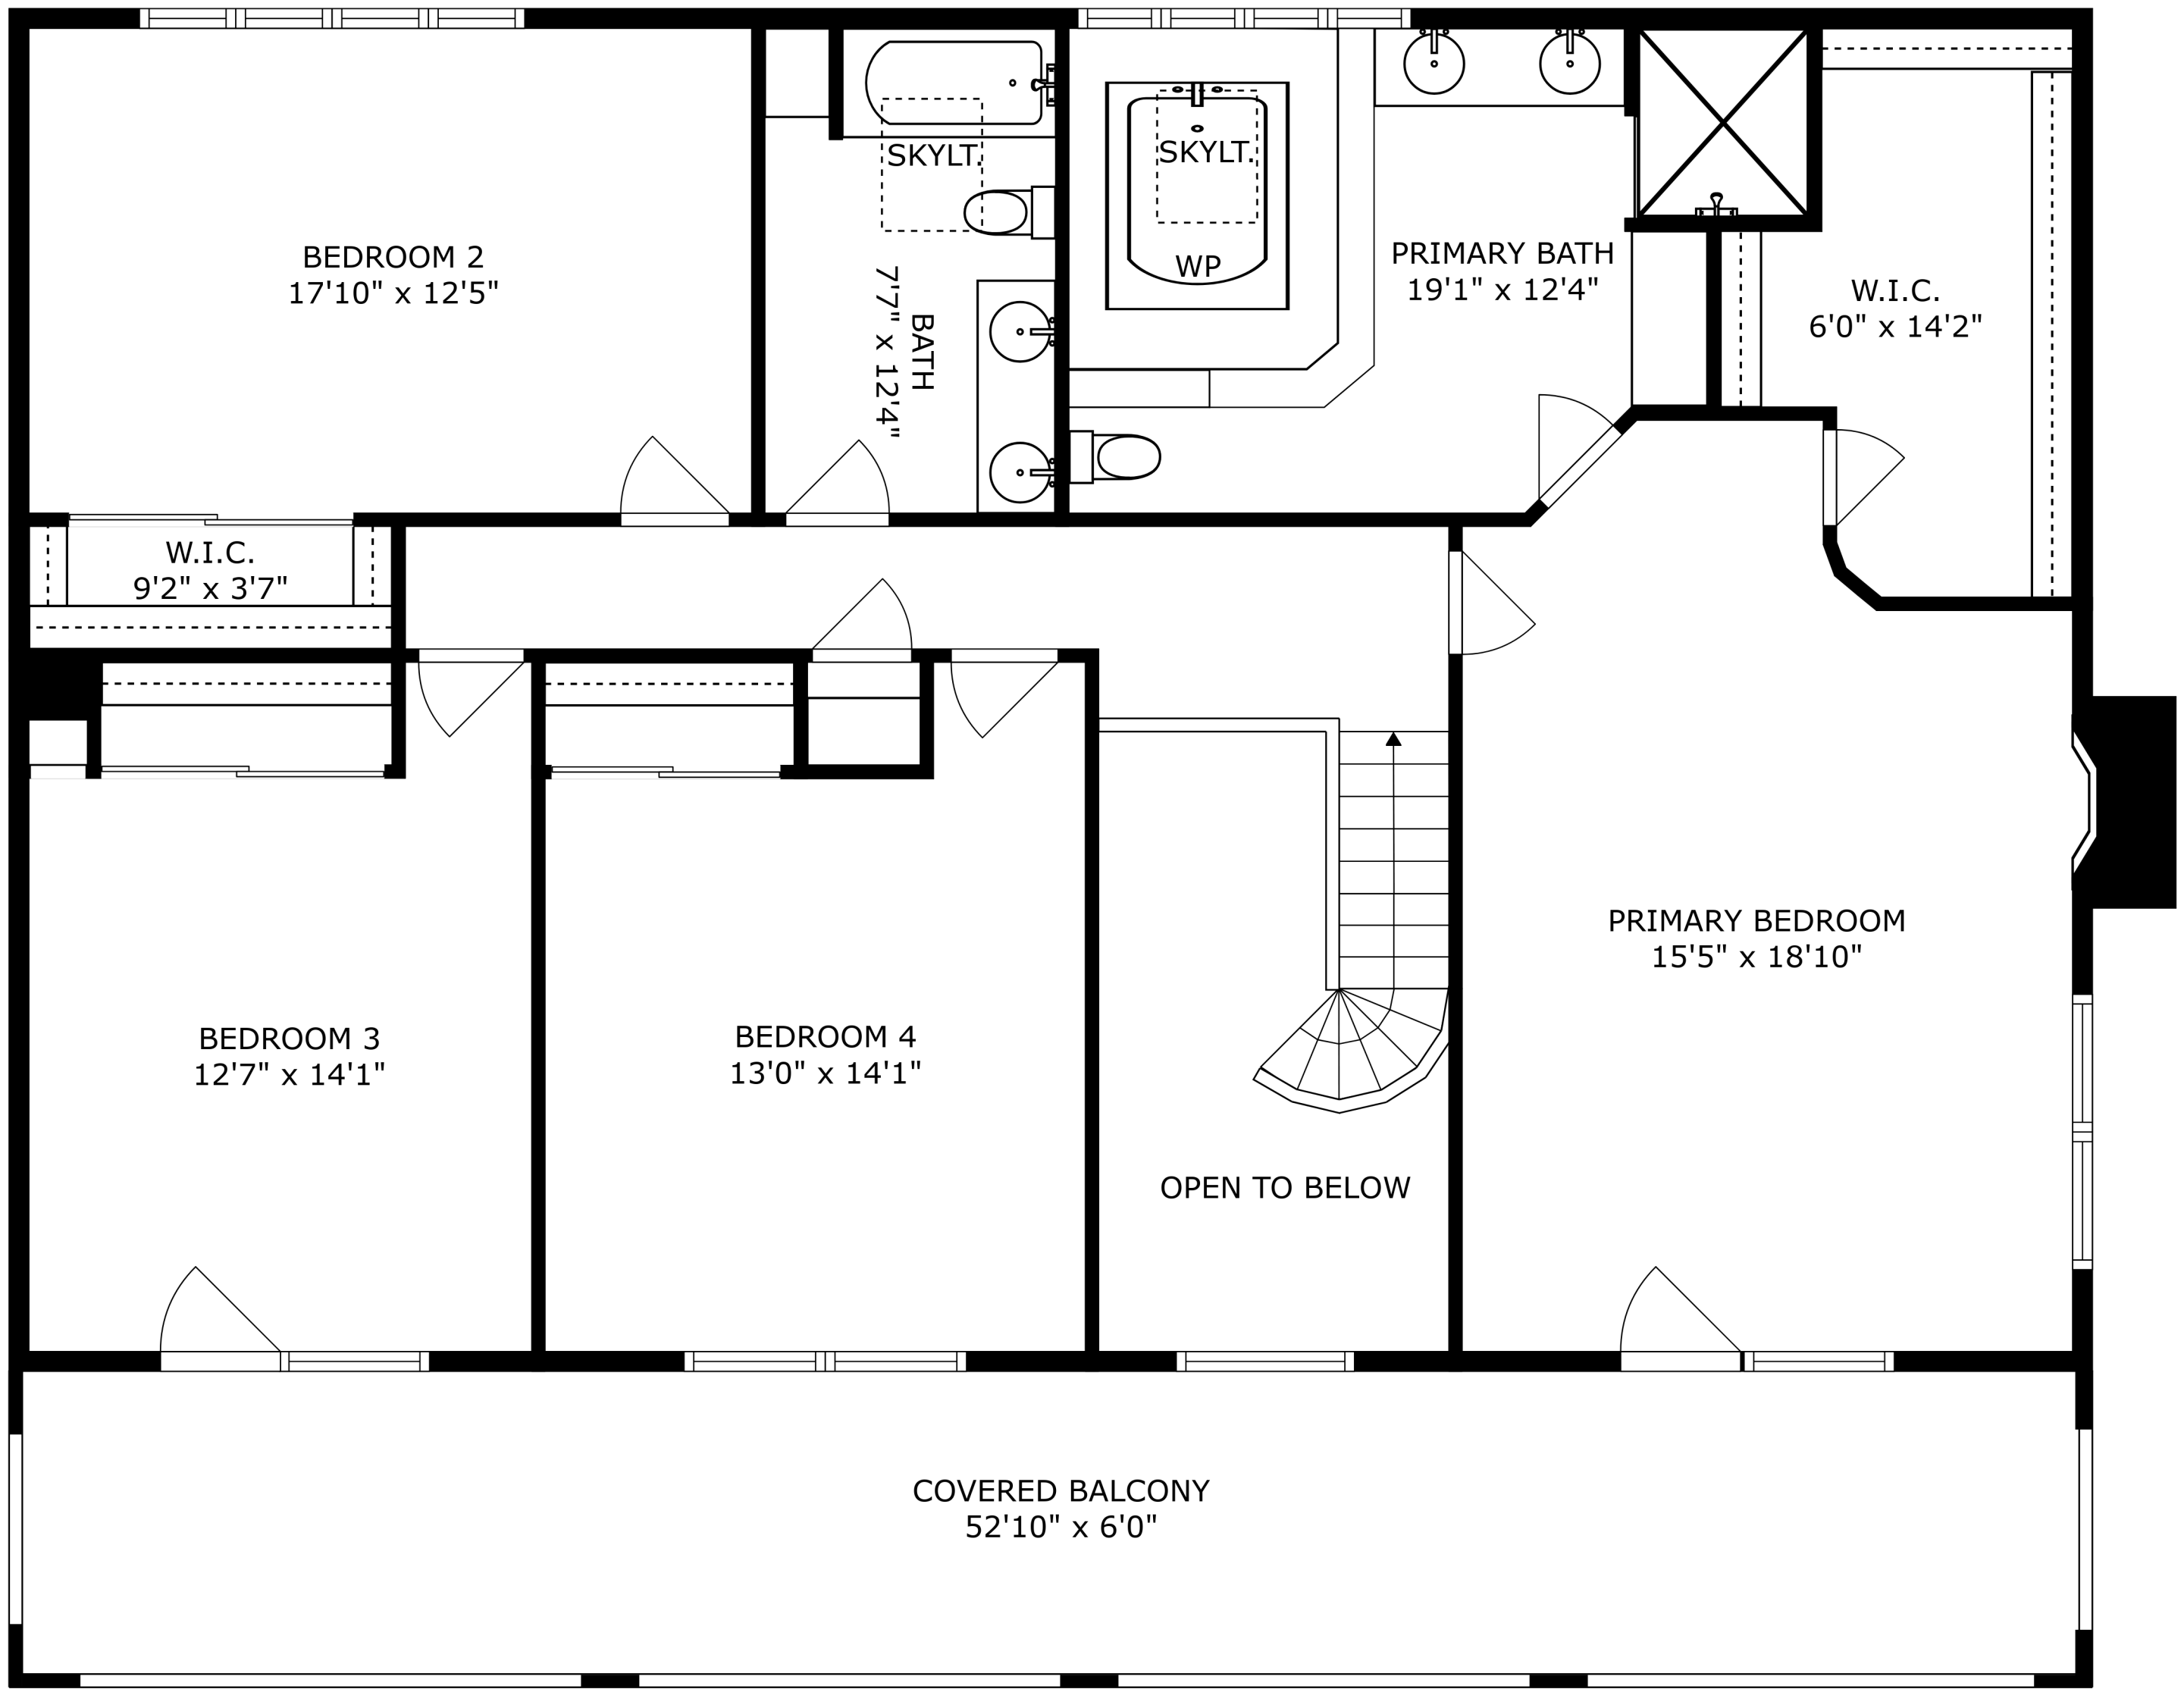 SKYLT.
SKYLT.
BEDROOM 2
17'10" x 12'5"
BATH
7'7" x 12'4"
WP
PRIMARY BATH
19'1" x 12'4"
W.I.C.
6'0" x 14'2"
W.I.C.
9'2" x 3'7"
PRIMARY BEDROOM
15'5" x 18'10"
BEDROOM 3
12'7" x 14'1"
BEDROOM 4
13'0" x 14'1"
OPEN TO BELOW
COVERED BALCONY
52'10" x 6'0"